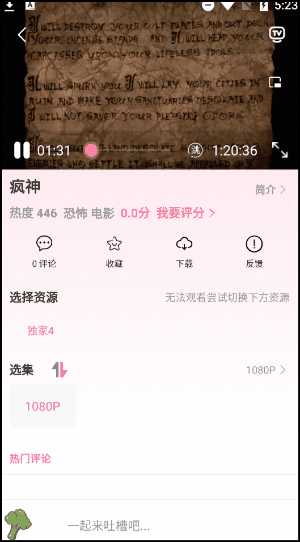 5:23
I WILL DESTROY YOUR CULT PLACES AND CUT DOWN
YOUR INCENSE STANDS AND I WILL HEAP YOUR
CARCASSES UPON YOUR LIFELESS IDOLS.
I WILL SPURN YOU. I WILL LAY YOUR CITIES IN
RUIN AND MAKE YOUR SANCTUARIES DESOLATE AND
I WILL NOT SAVOR YOUR PLEASING ODORS.
01:31
1:20:36
WHO SETTLE IT SHALL BE APPALLED BY
疯神
简介
热度 446 恐怖 电影 0.0分 我要评分
0 评论
收藏
下载
反馈
选择资源
无法观看尝试切换下方资源
独家4
选集
1080P
1080P
热门评论
一起来吐槽吧...